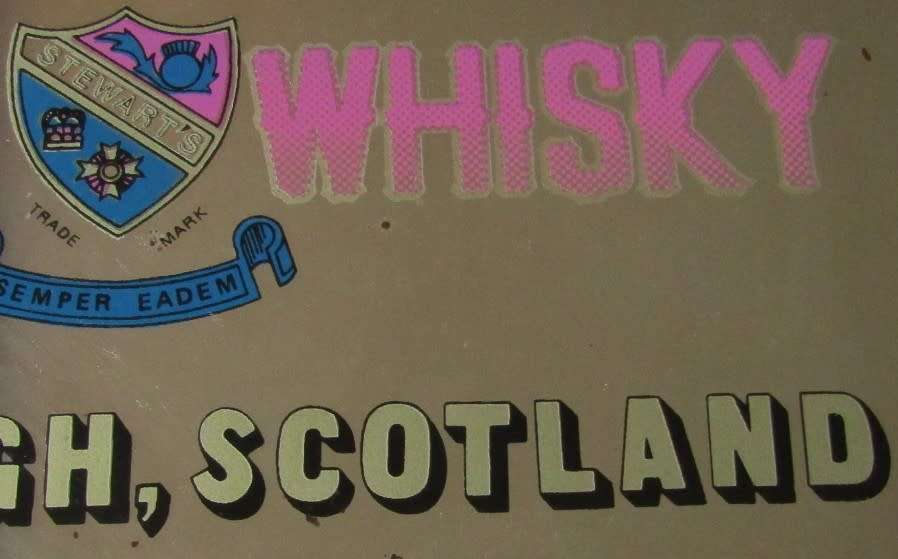 STEWART'S
WHISKY
TRADE MARK
SEMPER EADEM
GH, SCOTLAND